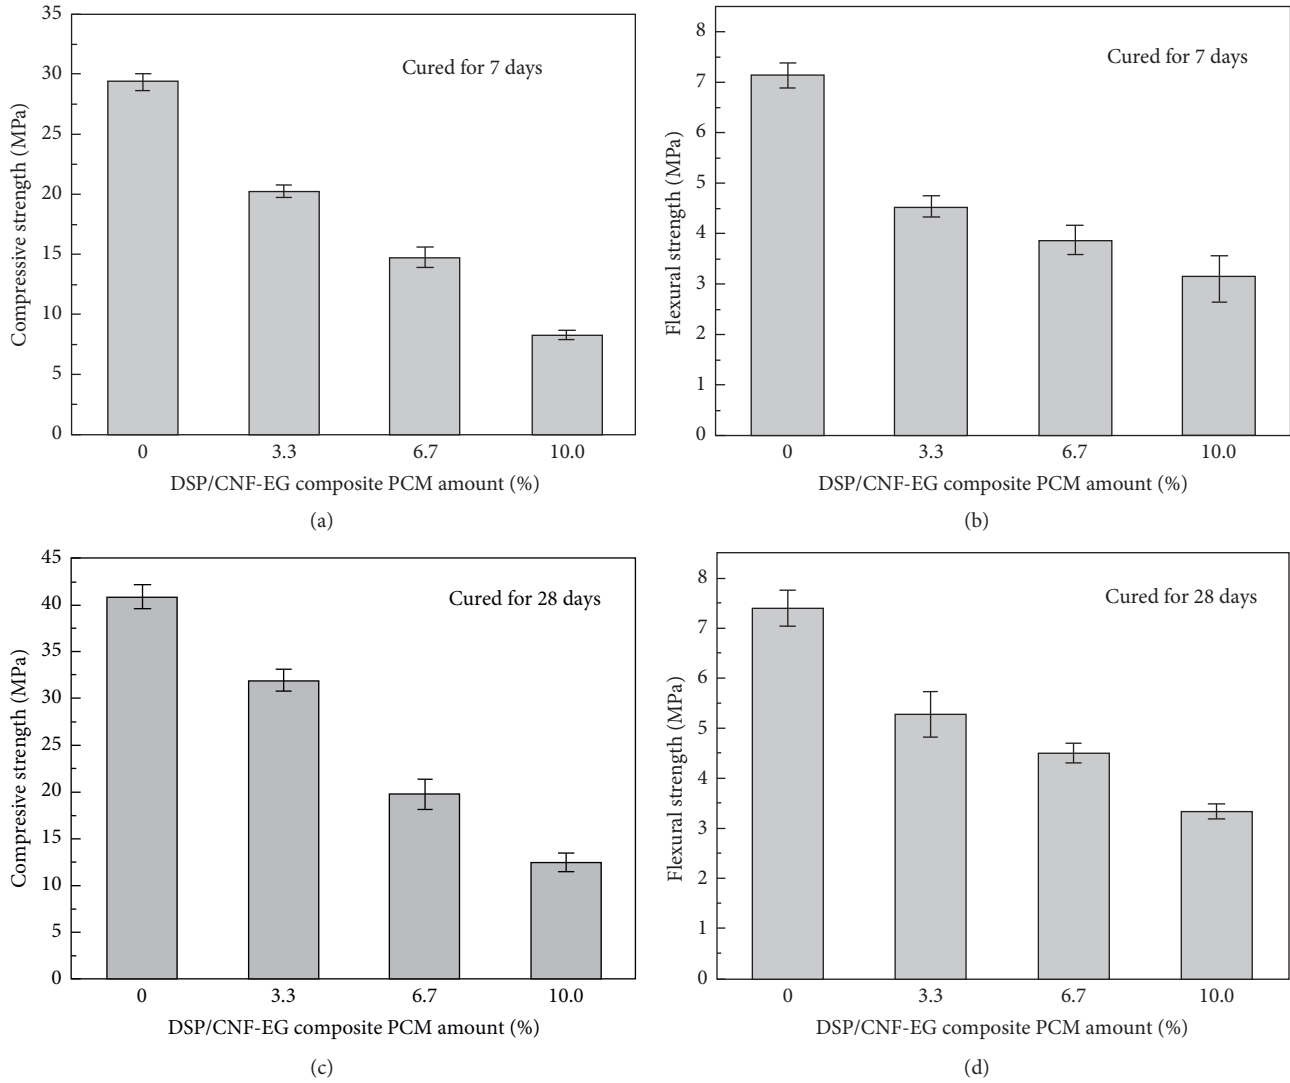 35
30
25
20
15
10
5
0
Compressive strength (MPa)
Cured for 7 days
0 3.3 6.7 10.0
DSP/CNF-EG composite PCM amount (%)
(a)
8
7
6
5
4
3
2
1
0
Flexural strength (MPa)
Cured for 7 days
0 3.3 6.7 10.0
DSP/CNF-EG composite PCM amount (%)
(b)
45
40
35
30
25
20
15
10
5
0
Compresive strength (MPa)
Cured for 28 days
0 3.3 6.7 10.0
DSP/CNF-EG composite PCM amount (%)
(c)
8
7
6
5
4
3
2
1
0
Flexural strength (MPa)
Cured for 28 days
0 3.3 6.7 10.0
DSP/CNF-EG composite PCM amount (%)
(d)